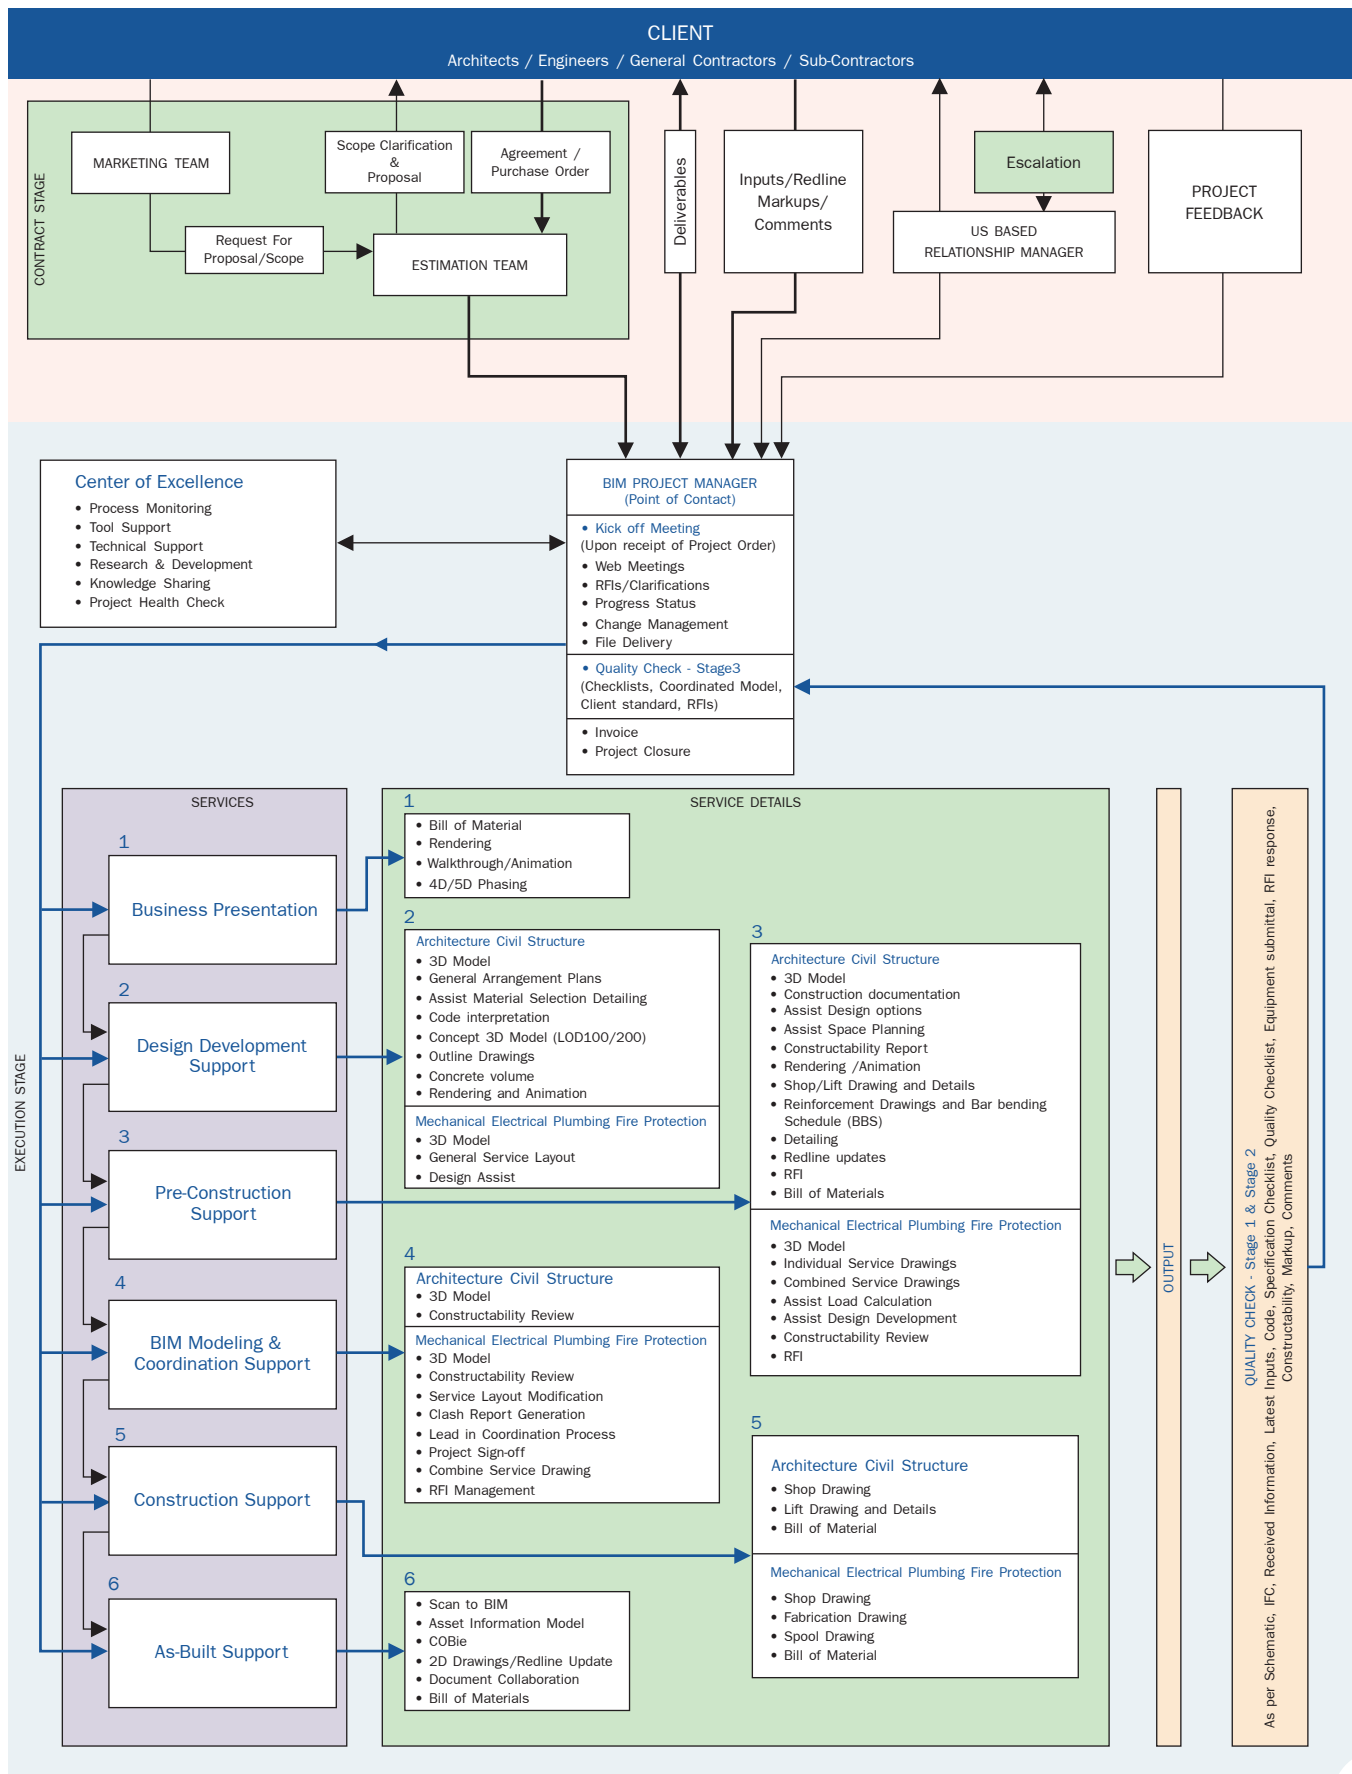 CLIENT
Architects / Engineers / General Contractors / Sub-Contractors
CONTRACT STAGE
MARKETING TEAM
Scope Clarification
&
Proposal
Agreement /
Purchase Order
Request For
Proposal/Scope
ESTIMATION TEAM
Deliverables
Inputs/Redline
Markups/
Comments
Escalation
US BASED
RELATIONSHIP MANAGER
PROJECT
FEEDBACK
Center of Excellence
• Process Monitoring
• Tool Support
• Technical Support
• Research & Development
• Knowledge Sharing
• Project Health Check
BIM PROJECT MANAGER
(Point of Contact)
• Kick off Meeting
(Upon receipt of Project Order)
• Web Meetings
• RFIs/Clarifications
• Progress Status
• Change Management
• File Delivery
• Quality Check - Stage3
(Checklists, Coordinated Model,
Client standard, RFIs)
• Invoice
• Project Closure
EXECUTION STAGE
SERVICES
1
Business Presentation
2
Design Development
Support
3
Pre-Construction
Support
4
BIM Modeling &
Coordination Support
5
Construction Support
6
As-Built Support
SERVICE DETAILS
1
• Bill of Material
• Rendering
• Walkthrough/Animation
• 4D/5D Phasing
2
Architecture Civil Structure
• 3D Model
• General Arrangement Plans
• Assist Material Selection Detailing
• Code interpretation
• Concept 3D Model (LOD100/200)
• Outline Drawings
• Concrete volume
• Rendering and Animation
Mechanical Electrical Plumbing Fire Protection
• 3D Model
• General Service Layout
• Design Assist
3
Architecture Civil Structure
• 3D Model
• Construction documentation
• Assist Design options
• Assist Space Planning
• Constructability Report
• Rendering /Animation
• Shop/Lift Drawing and Details
• Reinforcement Drawings and Bar bending
Schedule (BBS)
• Detailing
• Redline updates
• RFI
• Bill of Materials
Mechanical Electrical Plumbing Fire Protection
• 3D Model
• Individual Service Drawings
• Combined Service Drawings
• Assist Load Calculation
• Assist Design Development
• Constructability Review
• RFI
4
Architecture Civil Structure
• 3D Model
• Constructability Review
Mechanical Electrical Plumbing Fire Protection
• 3D Model
• Constructability Review
• Service Layout Modification
• Clash Report Generation
• Lead in Coordination Process
• Project Sign-off
• Combine Service Drawing
• RFI Management
5
Architecture Civil Structure
• Shop Drawing
• Lift Drawing and Details
• Bill of Material
Mechanical Electrical Plumbing Fire Protection
• Shop Drawing
• Fabrication Drawing
• Spool Drawing
• Bill of Material
6
• Scan to BIM
• Asset Information Model
• COBie
• 2D Drawings/Redline Update
• Document Collaboration
• Bill of Materials
OUTPUT
QUALITY CHECK - Stage 1 & Stage 2
As per Schematic, IFC, Received Information, Latest Inputs, Code, Specification Checklist, Quality Checklist, Equipment submittal, RFI response,
Constructability, Markup, Comments